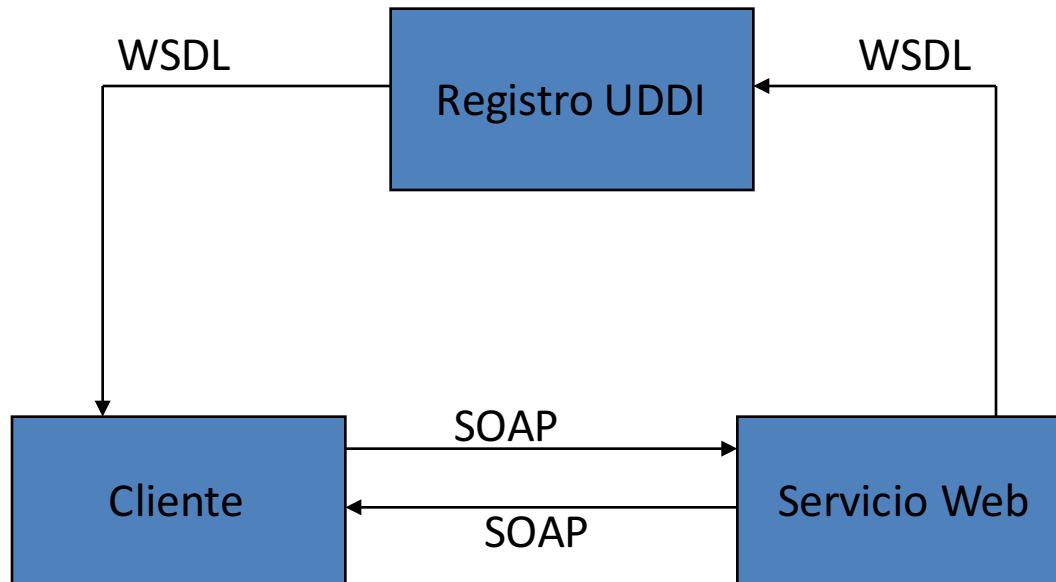 WSDL
WSDL
Registro UDDI
SOAP
Cliente
Servicio Web
SOAP